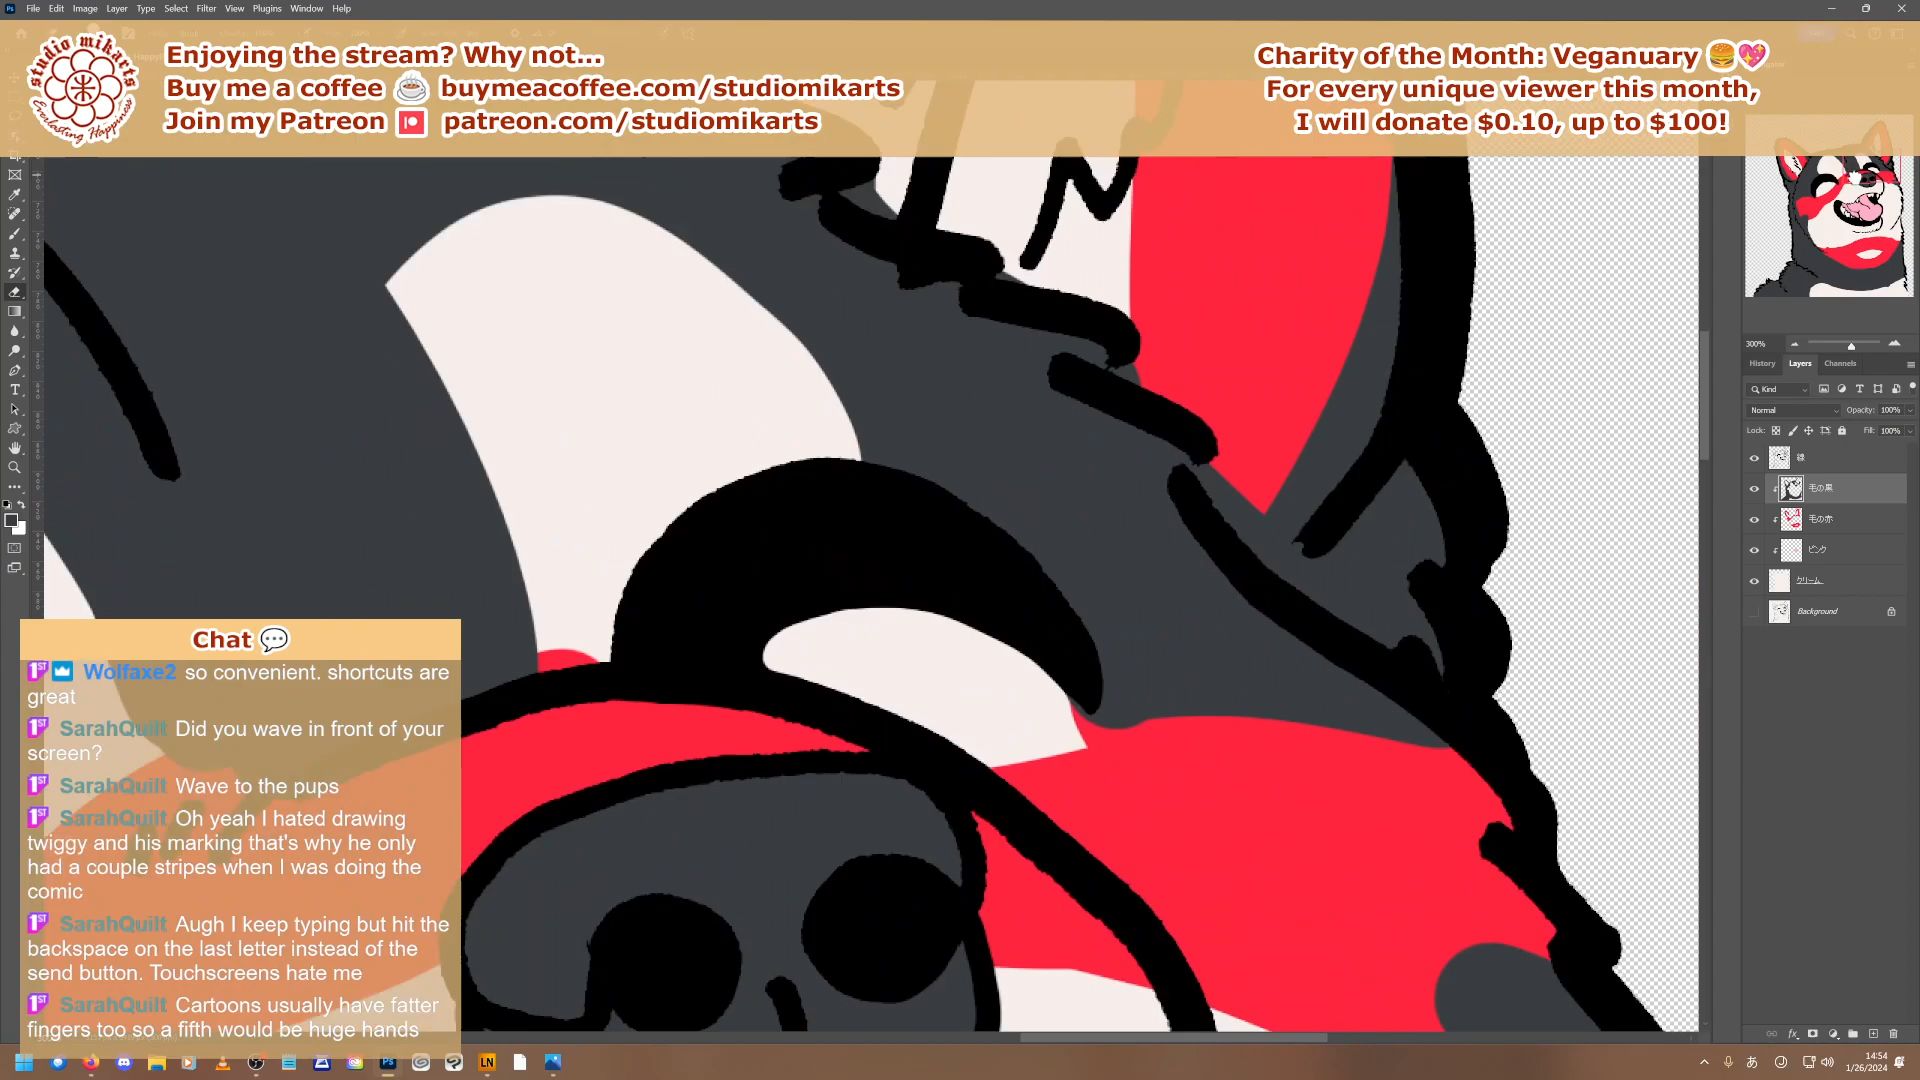 File Edit Image Layer Type Select Filter View Plugins Window Help
studio mikarts
Everlasting Happiness
Enjoying the stream? Why not...
Buy me a coffee ☕ buymeacoffee.com/studiomikarts
Join my Patreon patreon.com/studiomikarts
Charity of the Month: Veganuary 🍔💖
For every unique viewer this month,
I will donate $0.10, up to $100!
300%
History Layers Channels
Kind
Normal Opacity: 100%
Lock: Fill: 100%
線
毛の黒
毛の赤
ピンク
クリーム
Background
Chat 💬
Wolfaxe2 so convenient. shortcuts are
great
SarahQuilt Did you wave in front of your
screen?
SarahQuilt Wave to the pups
SarahQuilt Oh yeah I hated drawing
twiggy and his marking that's why he only
had a couple stripes when I was doing the
comic
SarahQuilt Augh I keep typing but hit the
backspace on the last letter instead of the
send button. Touchscreens hate me
SarahQuilt Cartoons usually have fatter
fingers too so a fifth would be huge hands
14:54
1/26/2024